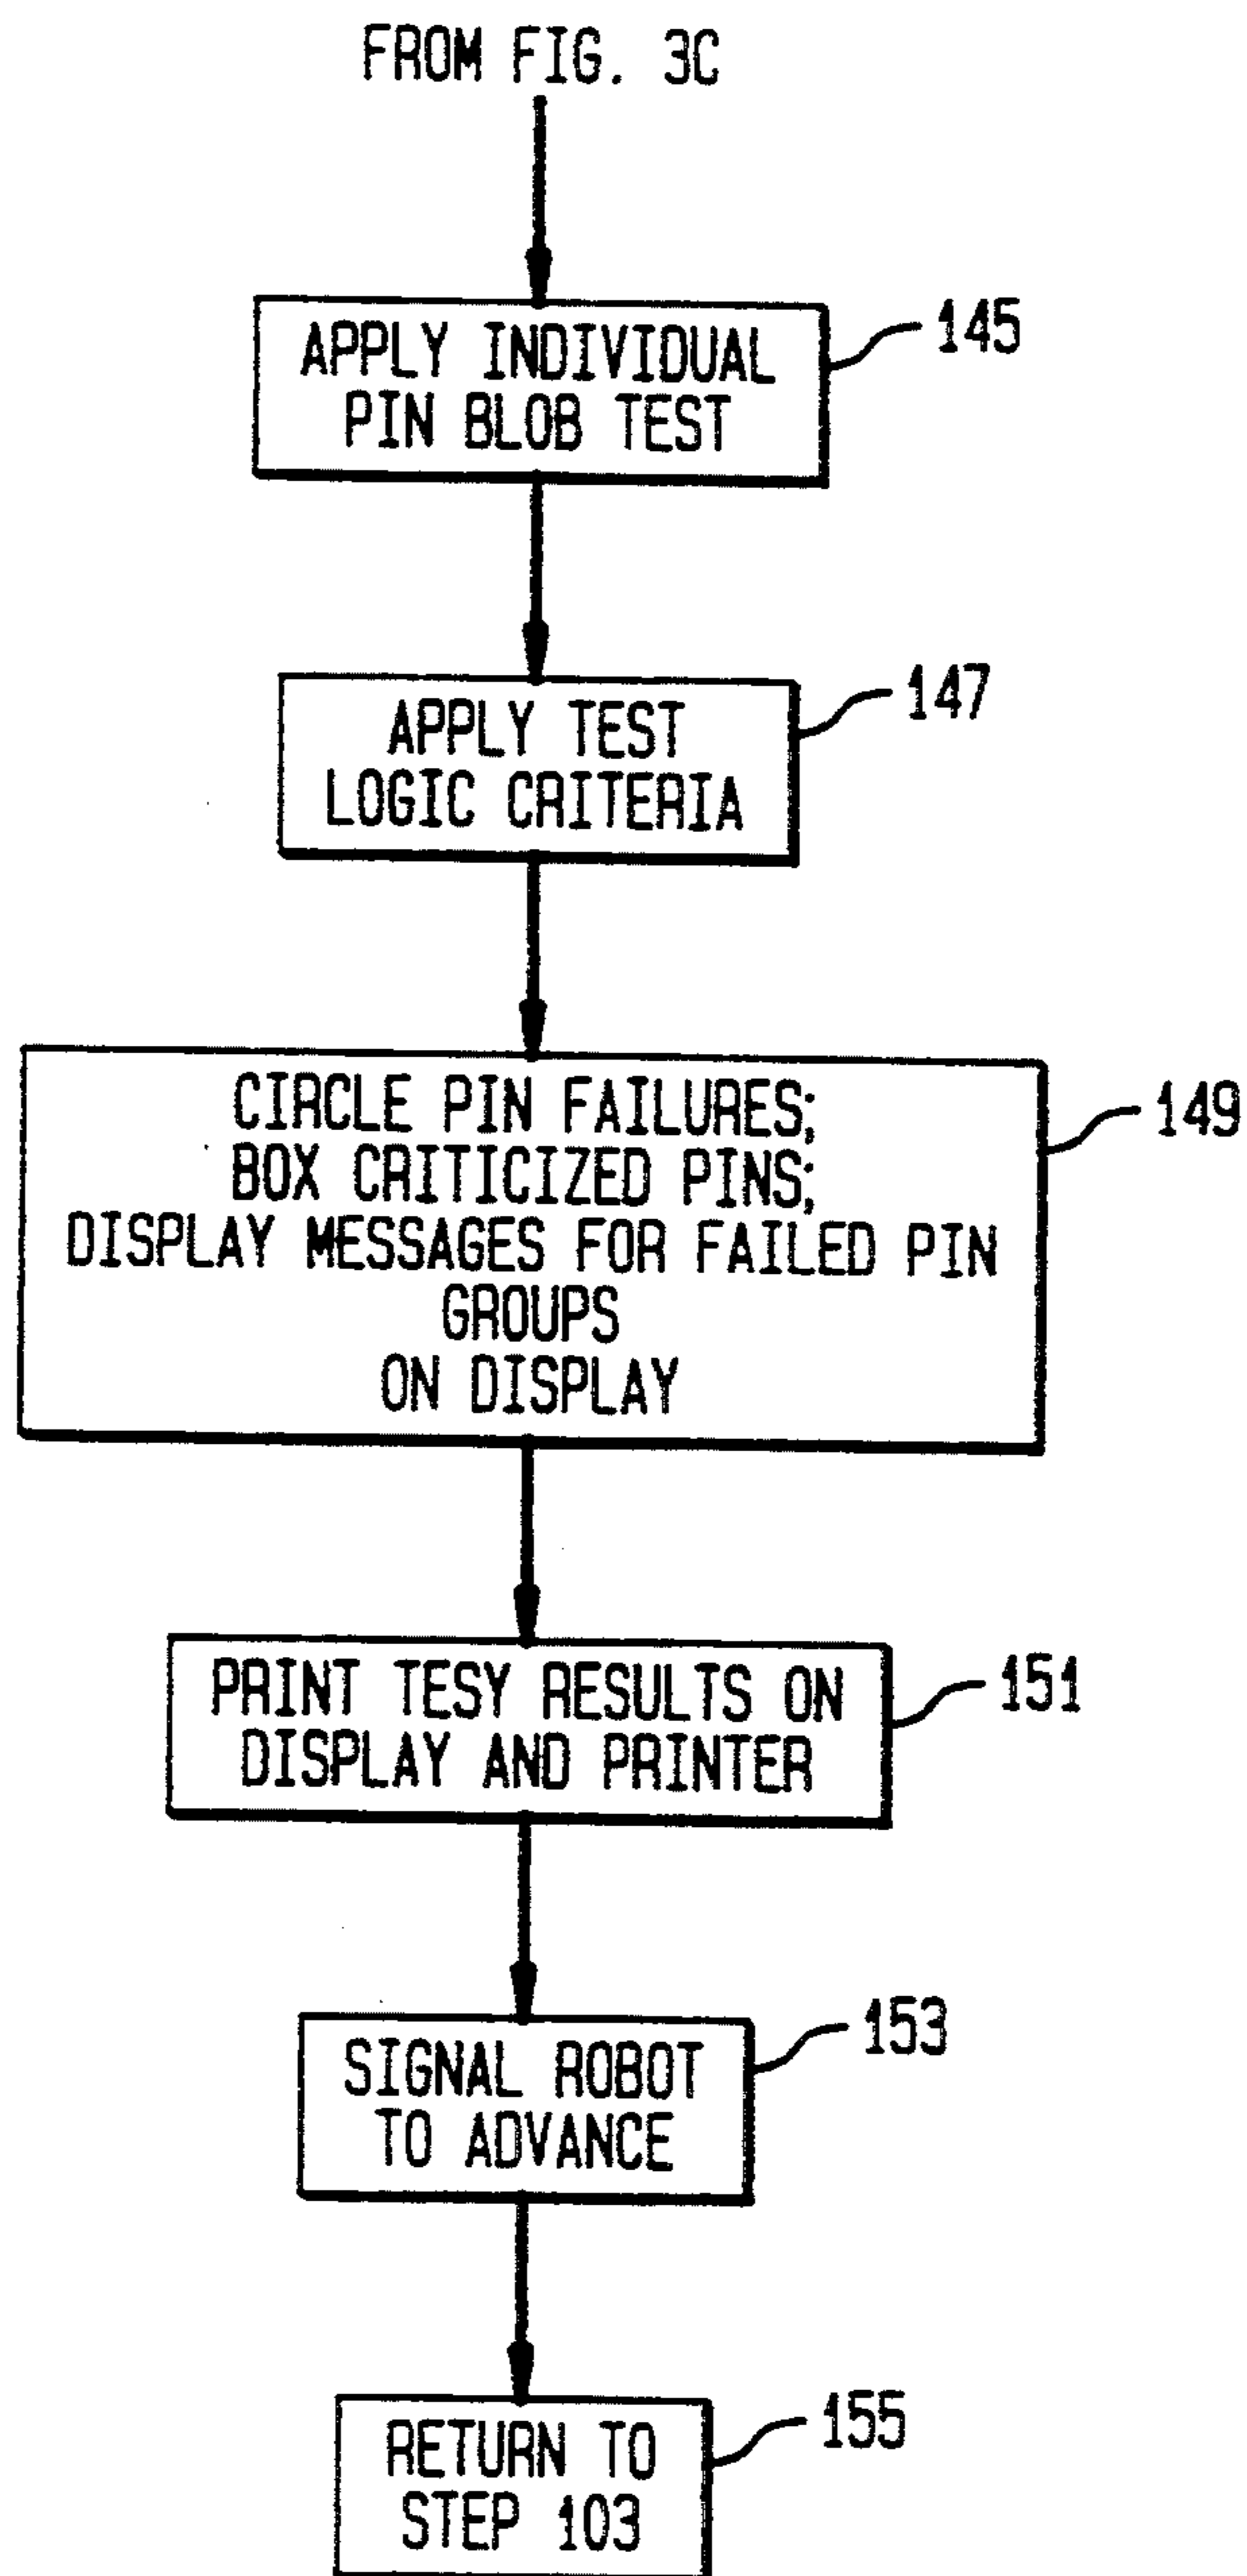 FROM FIG. 3C
APPLY INDIVIDUAL
PIN BLOB TEST
145
APPLY TEST
LOGIC CRITERIA
147
CIRCLE PIN FAILURES;
BOX CRITICIZED PINS;
DISPLAY MESSAGES FOR FAILED PIN
GROUPS
ON DISPLAY
149
PRINT TESY RESULTS ON
DISPLAY AND PRINTER
151
SIGNAL ROBOT
TO ADVANCE
153
RETURN TO
STEP 103
155